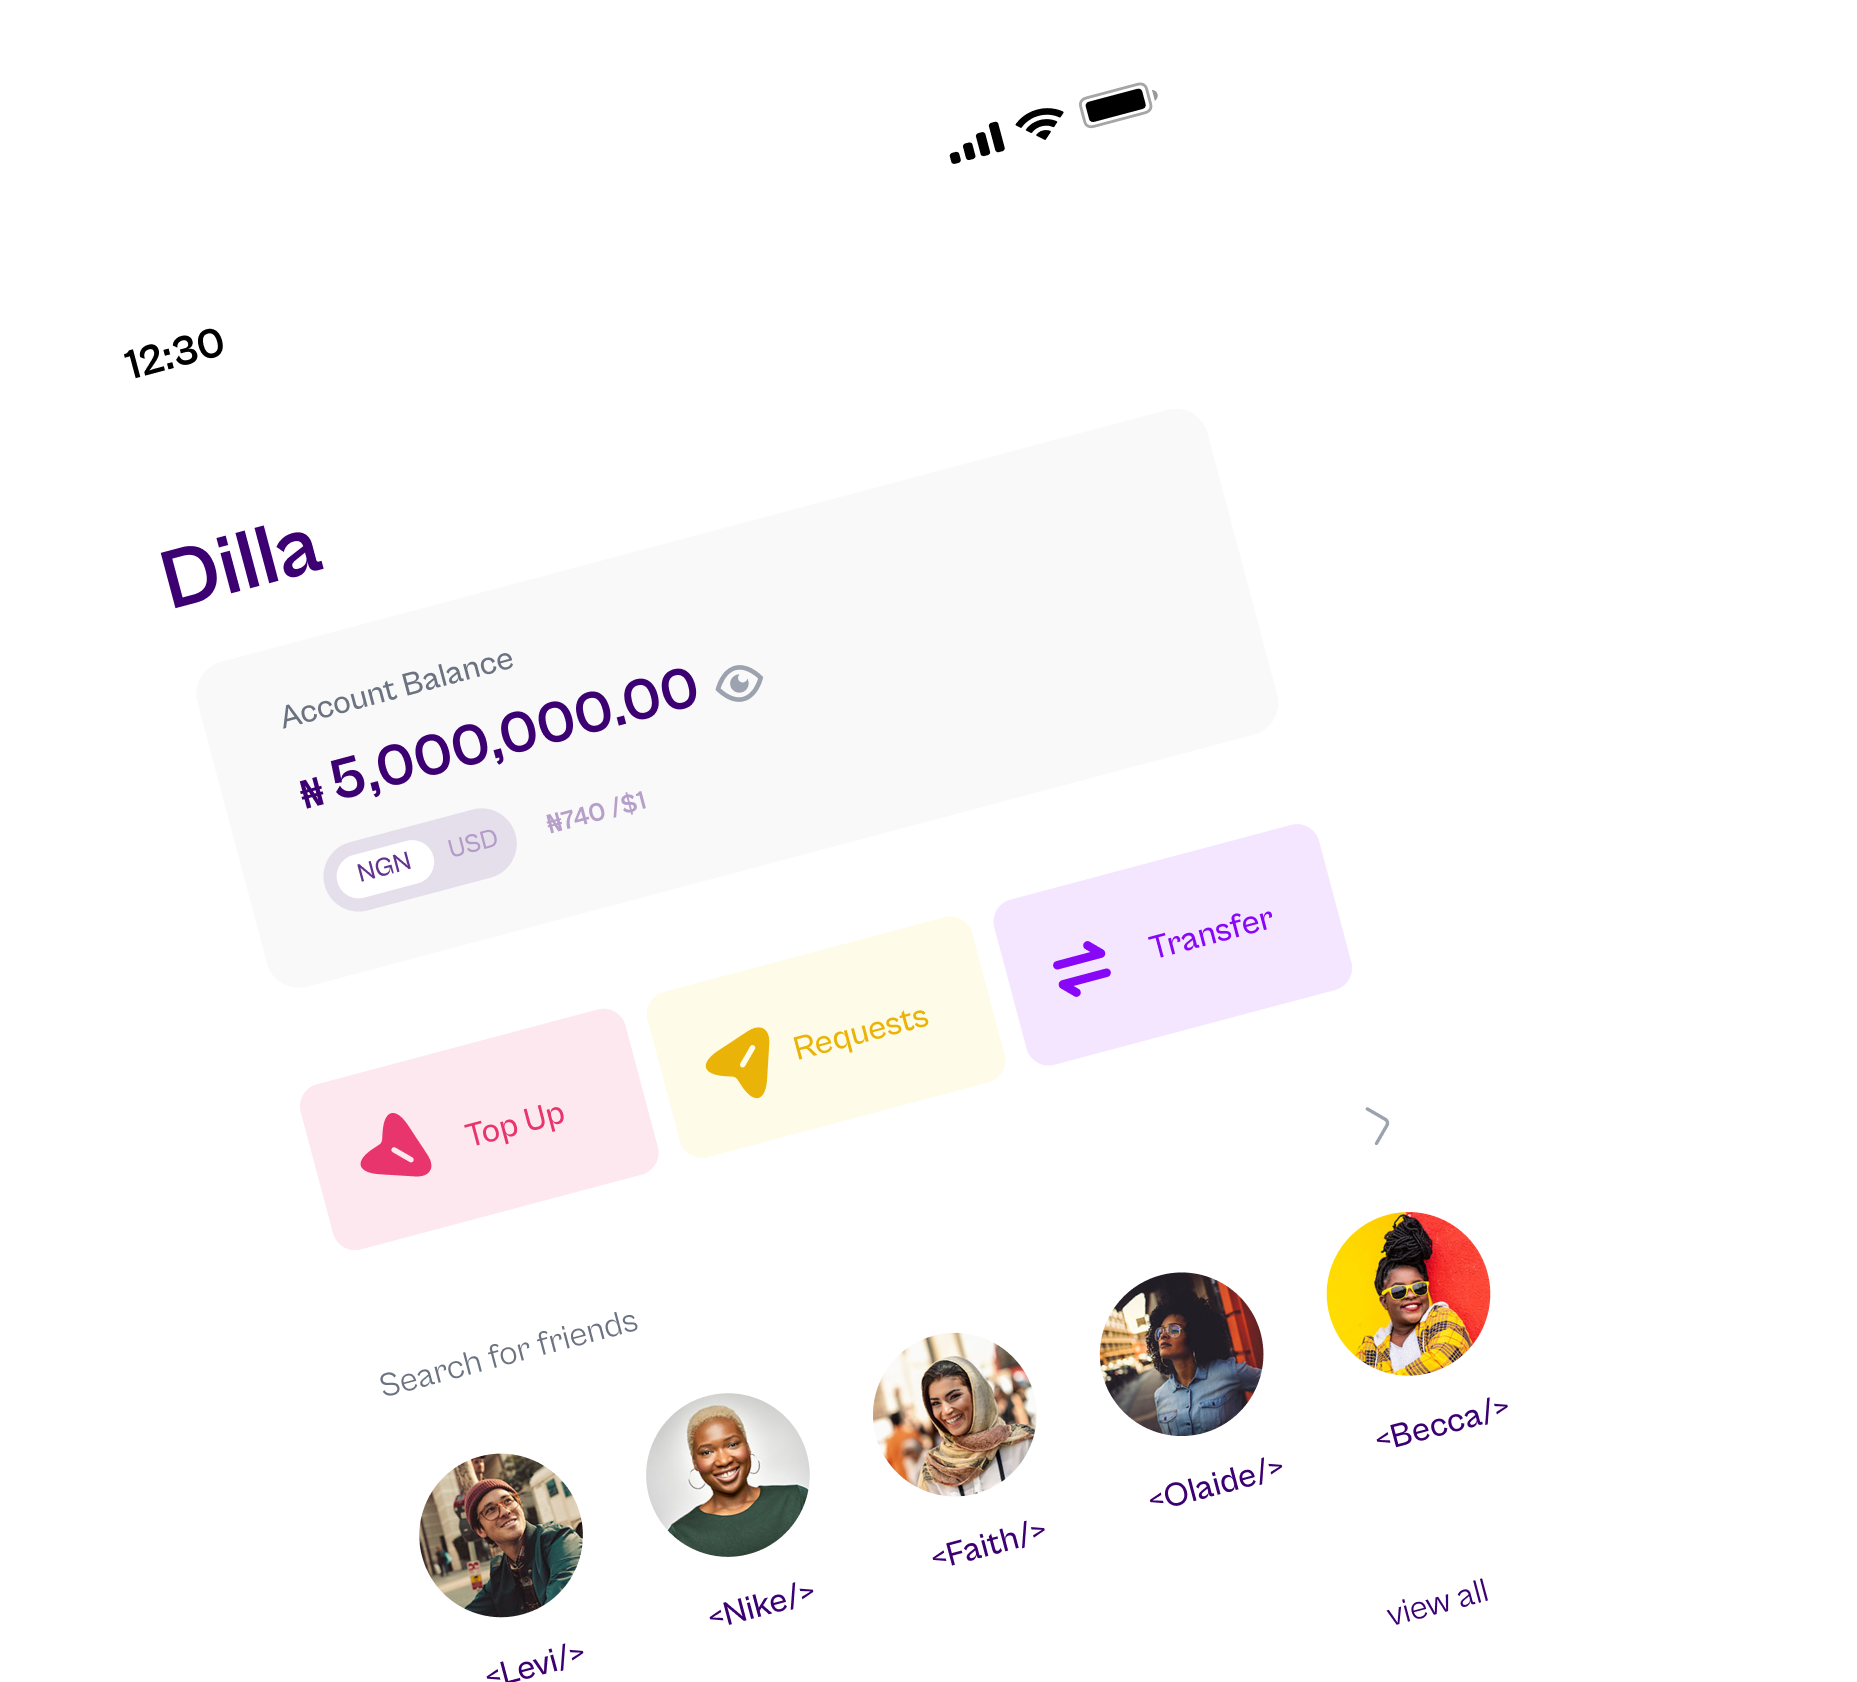 12:30
Dilla
Account Balance
₦ 5,000,000.00
NGN USD ₦740 /$1
Top Up
Requests
Transfer
Search for friends
<Levi/>
<Nike/>
<Faith/>
<Olaide/>
<Becca/>
view all